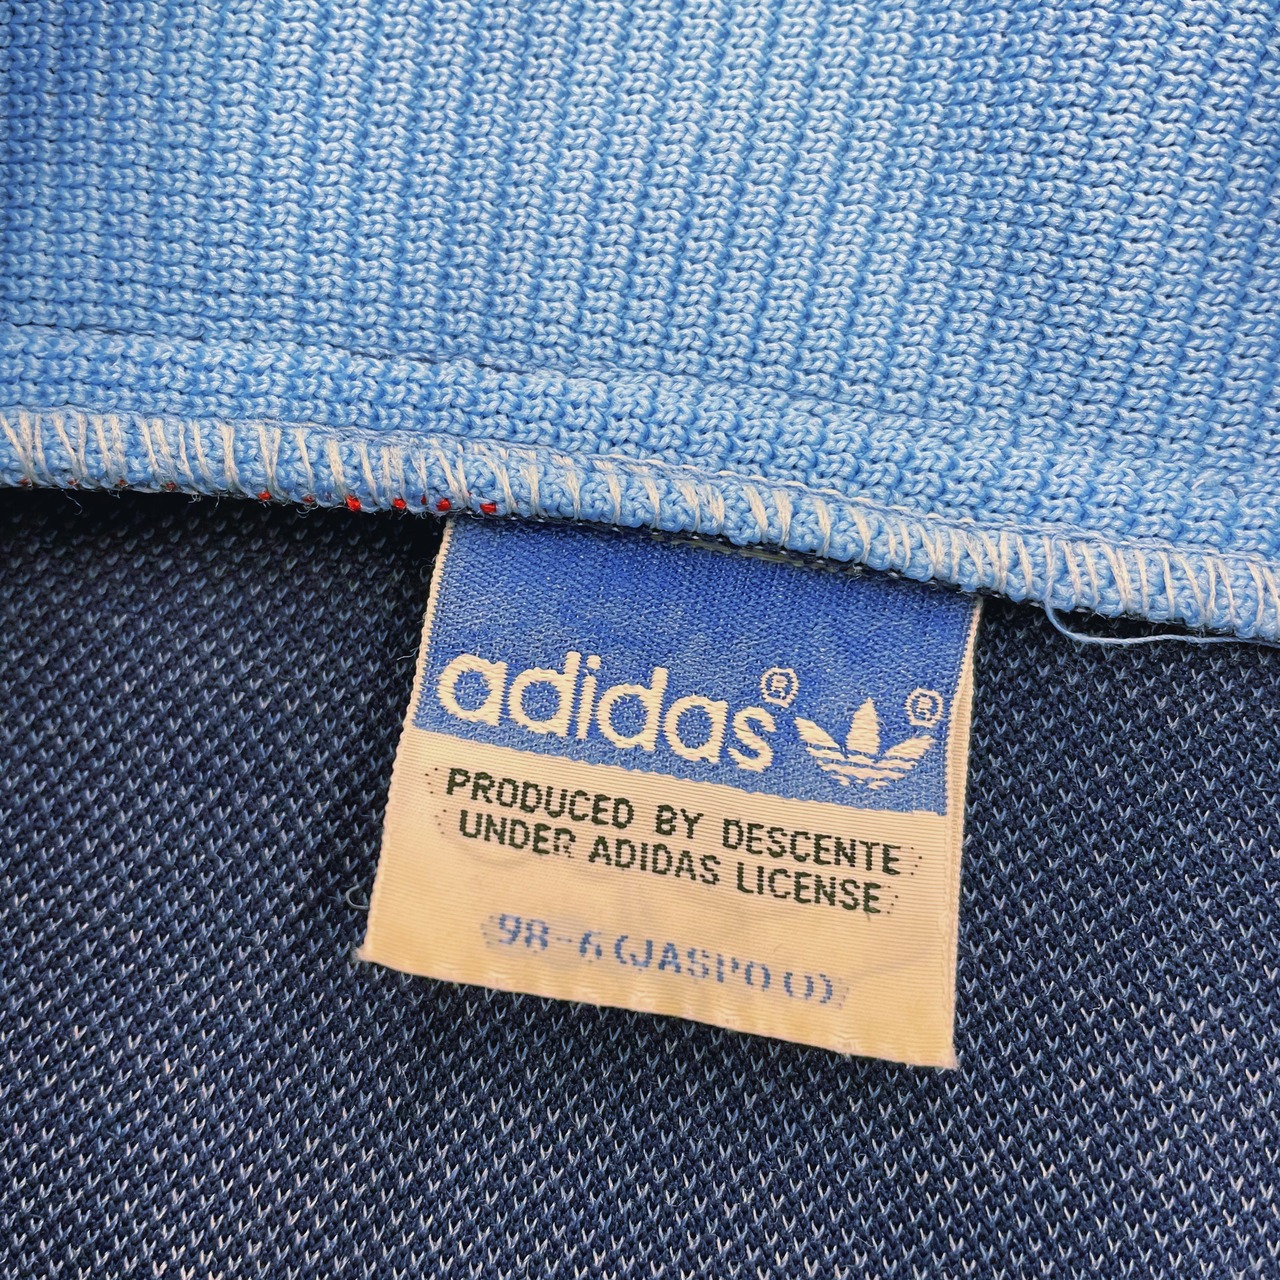 adidas® ®
PRODUCED BY DESCENTE
UNDER ADIDAS LICENSE
98-6(JASPO())